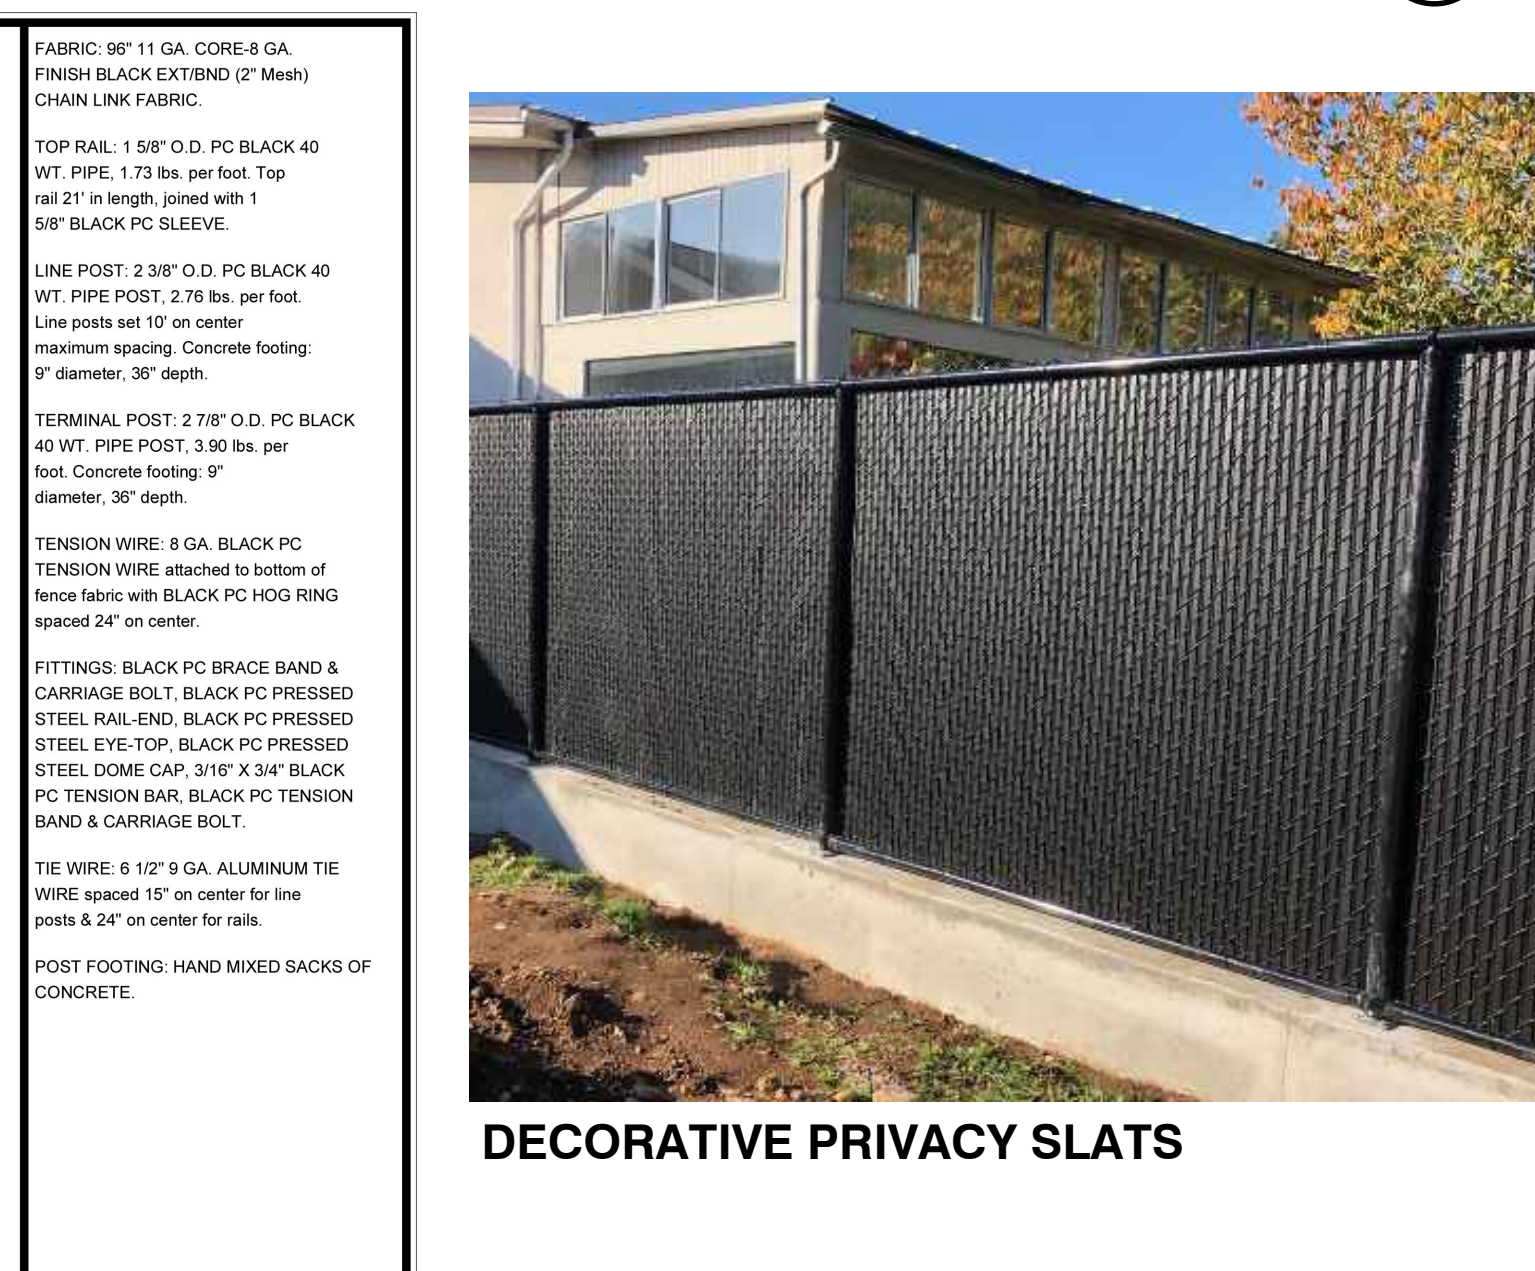 FABRIC: 96" 11 GA. CORE-8 GA.
FINISH BLACK EXT/BND (2" Mesh)
CHAIN LINK FABRIC.
TOP RAIL: 1 5/8" O.D. PC BLACK 40
WT. PIPE, 1.73 lbs. per foot. Top
rail 21' in length, joined with 1
5/8" BLACK PC SLEEVE.
LINE POST: 2 3/8" O.D. PC BLACK 40
WT. PIPE POST, 2.76 lbs. per foot.
Line posts set 10' on center
maximum spacing. Concrete footing:
9" diameter, 36" depth.
TERMINAL POST: 2 7/8" O.D. PC BLACK
40 WT. PIPE POST, 3.90 lbs. per
foot. Concrete footing: 9"
diameter, 36" depth.
TENSION WIRE: 8 GA. BLACK PC
TENSION WIRE attached to bottom of
fence fabric with BLACK PC HOG RING
spaced 24" on center.
FITTINGS: BLACK PC BRACE BAND &
CARRIAGE BOLT, BLACK PC PRESSED
STEEL RAIL-END, BLACK PC PRESSED
STEEL EYE-TOP, BLACK PC PRESSED
STEEL DOME CAP, 3/16" X 3/4" BLACK
PC TENSION BAR, BLACK PC TENSION
BAND & CARRIAGE BOLT.
TIE WIRE: 6 1/2" 9 GA. ALUMINUM TIE
WIRE spaced 15" on center for line
posts & 24" on center for rails.
POST FOOTING: HAND MIXED SACKS OF
CONCRETE.
DECORATIVE PRIVACY SLATS